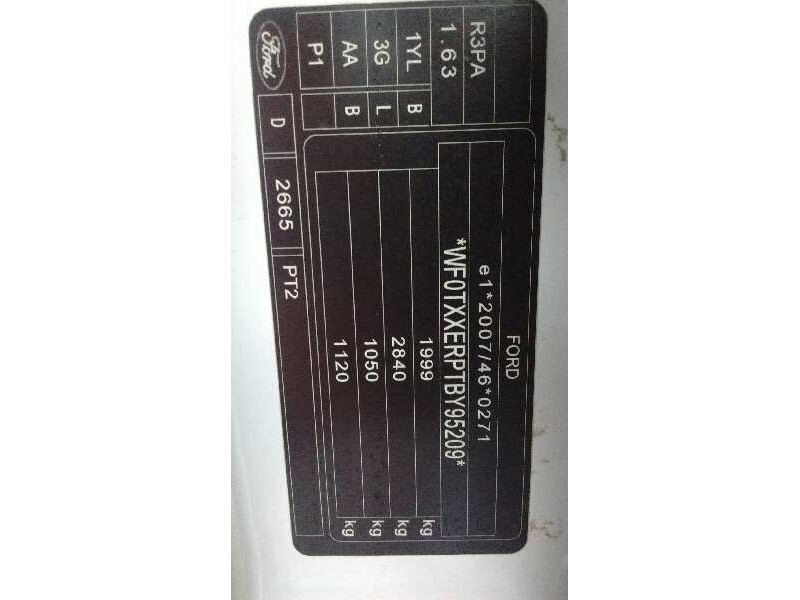 FORD
e1*2007/46*0271
*WF0TXXERPTBY95209*
1999 kg
2840 kg
1050 kg
1120 kg
R3PA
1.63
1YL B
3G L
AA B
P1
Ford D 2665 PT2